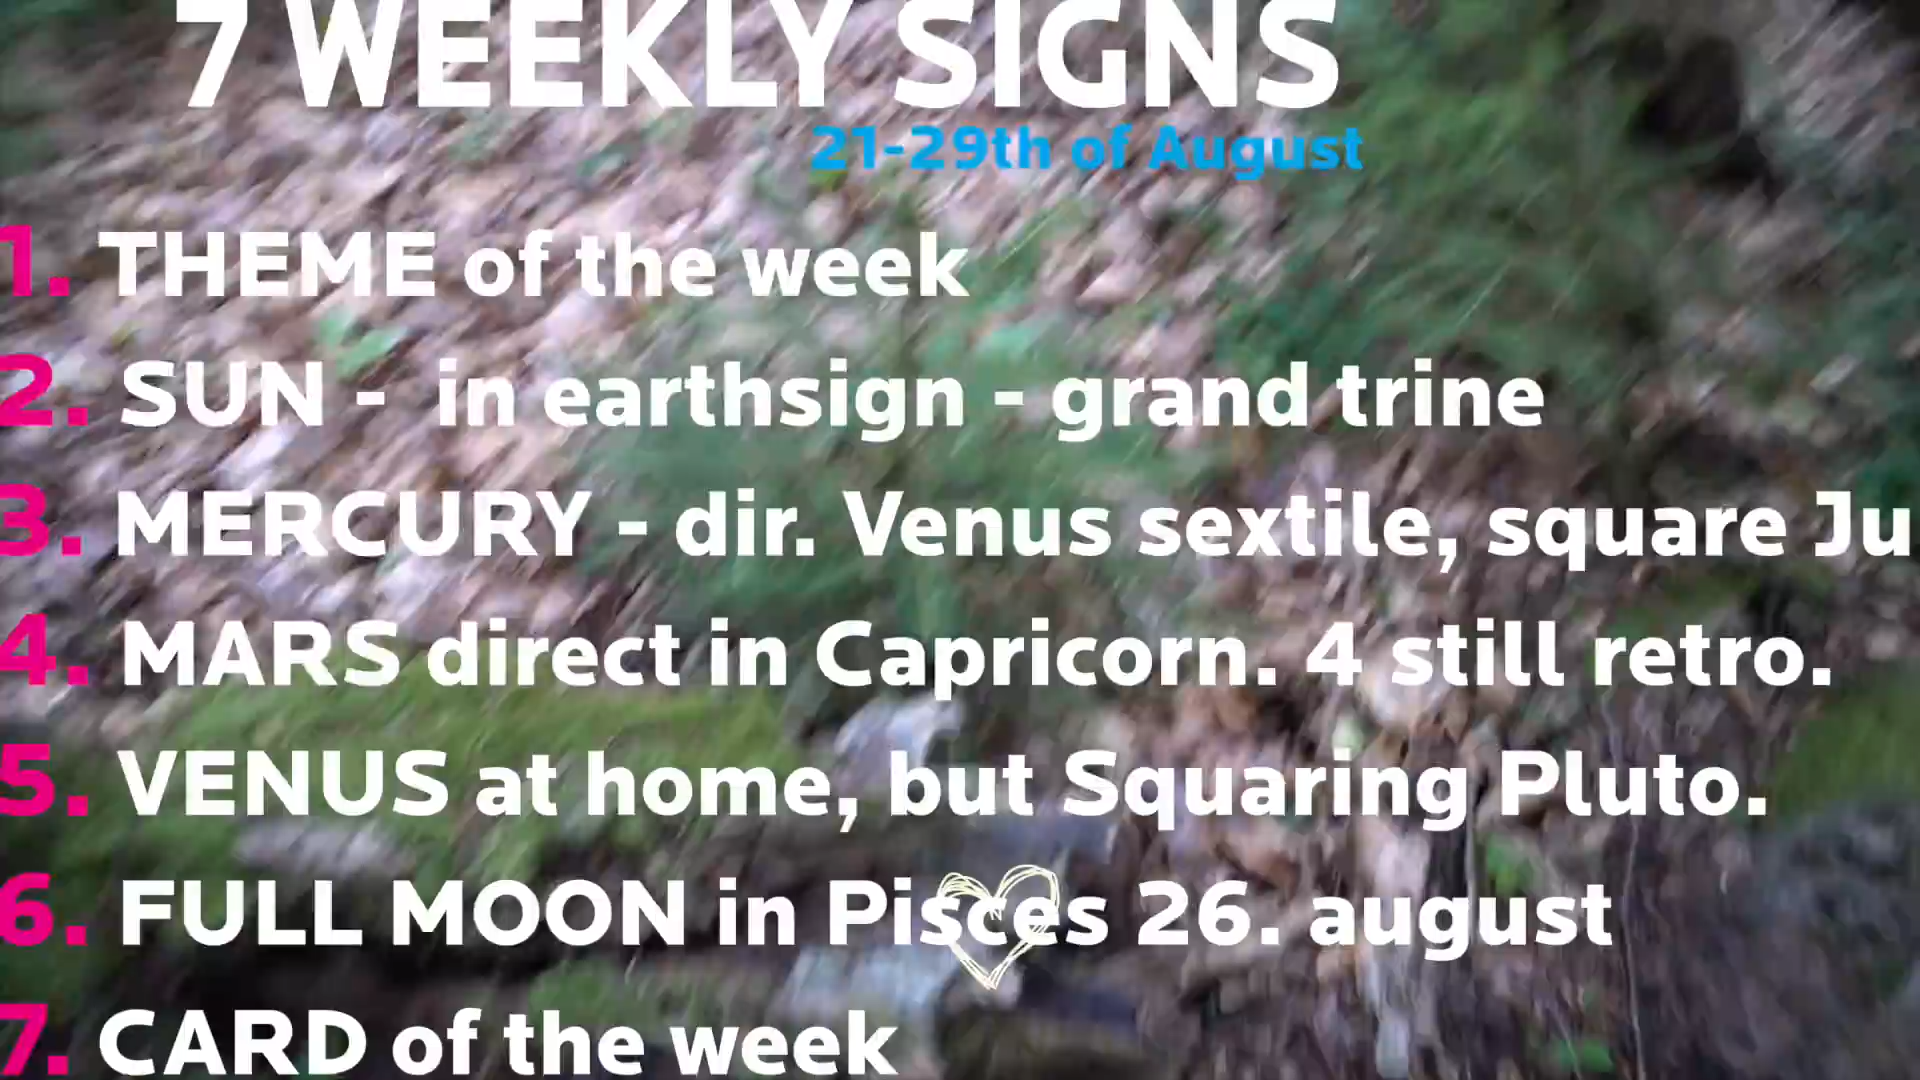 7 WEEKLY SIGNS
21-29th of August
1. THEME of the week
2. SUN - in earthsign - grand trine
3. MERCURY - dir. Venus sextile, square Ju
4. MARS direct in Capricorn. 4 still retro.
5. VENUS at home, but Squaring Pluto.
6. FULL MOON in Pisces 26. august
7. CARD of the week